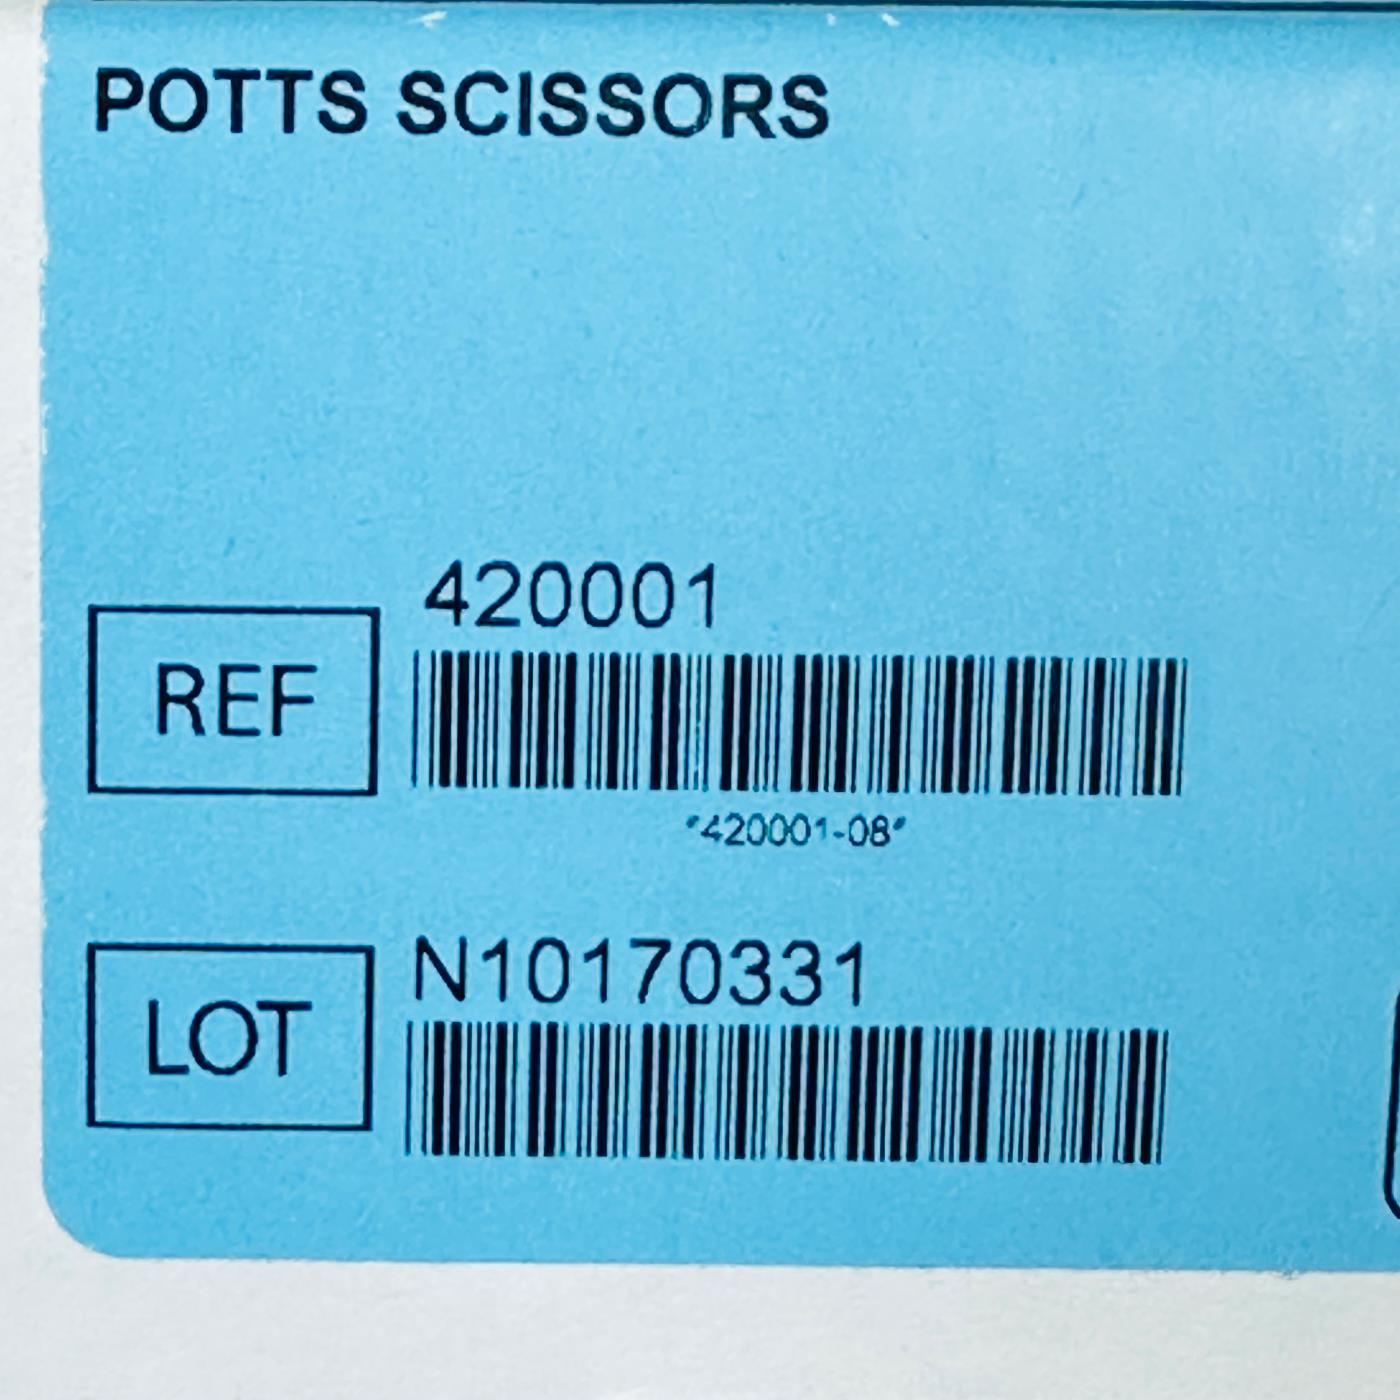 POTTS SCISSORS
420001
REF
*420001-08*
N10170331
LOT